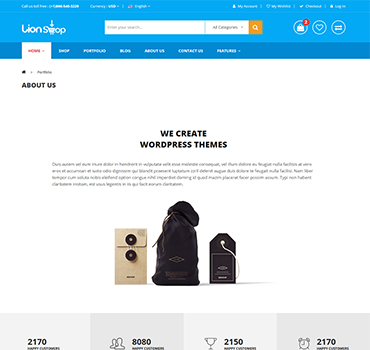 Call us toll free : (+1)866-540-3229 Currency : USD English My Account My Wishlist Checkout Log In
Lion Shop
Search here... All Categories
HOME SHOP PORTFOLIO BLOG ABOUT US CONTACT US FEATURES
Portfolio
ABOUT US
WE CREATE
WORDPRESS THEMES
Duis autem vel eum iriure dolor in hendrerit in vulputate velit esse molestie consequat, vel illum dolore eu feugiat nulla facilisis at vero
eros et accumsan et iusto odio dignissim qui blandit praesent luptatum zzril delenit augue duis dolore te feugait nulla facilisi. Nam liber
tempor cum soluta nobis eleifend option congue nihil imperdiet doming id quod mazim placerat facer possim assum. Typi non habent
claritatem insitam, est usus legentis in iis qui facit eorum claritatem.
2170
HAPPY CUSTOMERS
8080
HAPPY CUSTOMERS
2150
HAPPY CUSTOMERS
2170
HAPPY CUSTOMERS